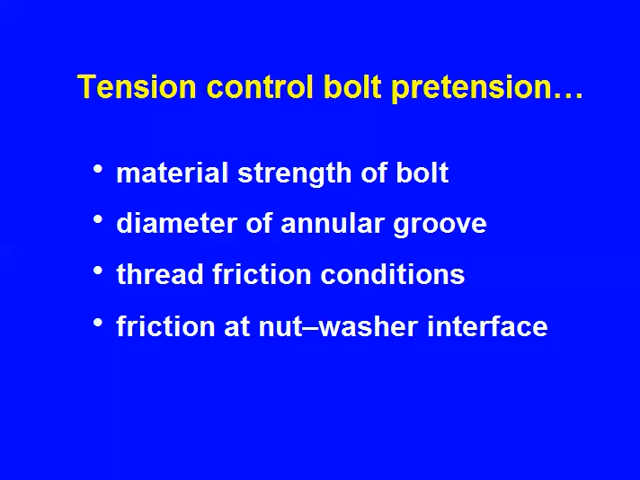 Tension control bolt pretension…
• material strength of bolt
• diameter of annular groove
• thread friction conditions
• friction at nut–washer interface